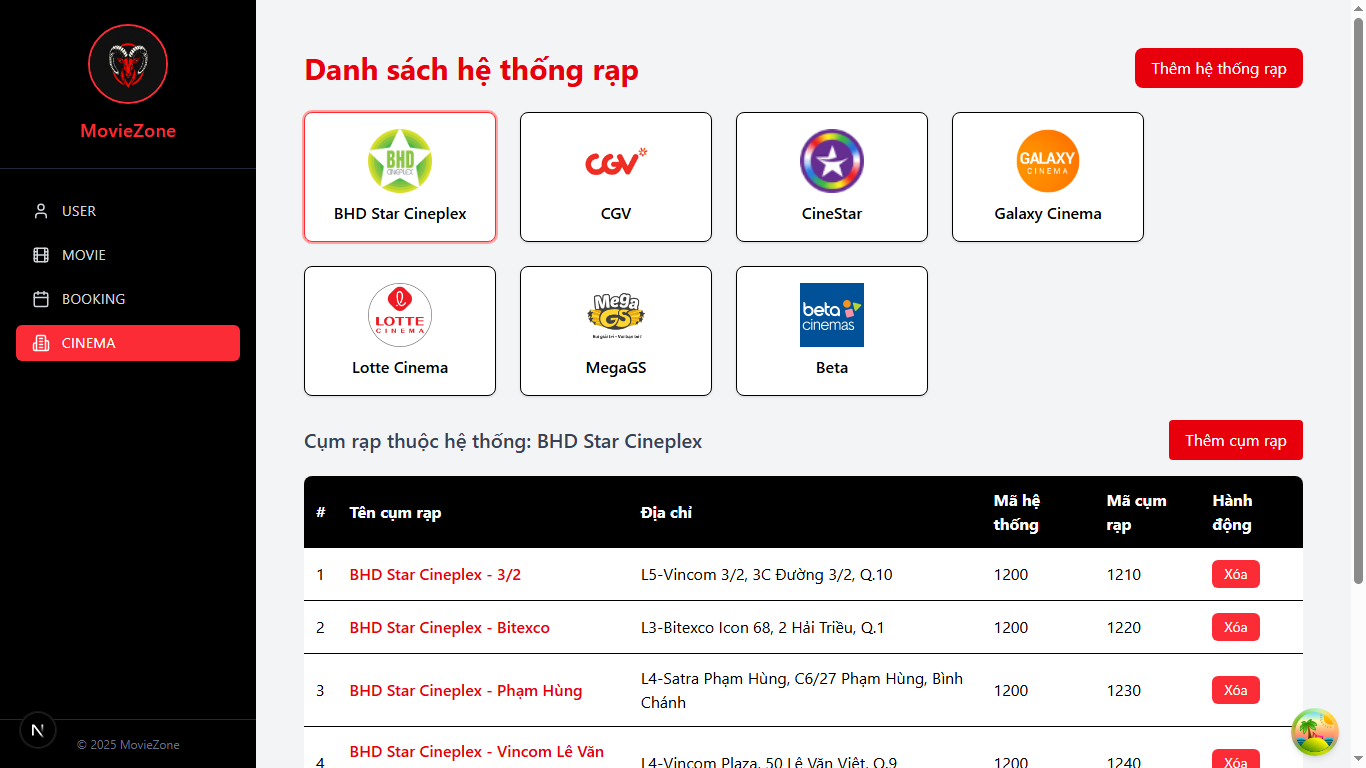 MovieZone
USER
MOVIE
BOOKING
CINEMA
N
© 2025 MovieZone
Danh sách hệ thống rạp
Thêm hệ thống rạp
BHD
CINEPLEX
BHD Star Cineplex
CGV
CGV
CineStar
GALAXY
CINEMA
Galaxy Cinema
LOTTE
CINEMA
Lotte Cinema
Mega
GS
MegaGS
beta
cinemas
Beta
Cụm rạp thuộc hệ thống: BHD Star Cineplex
Thêm cụm rạp
# Tên cụm rạp Địa chỉ Mã hệ thống Mã cụm rạp Hành động
1 BHD Star Cineplex - 3/2 L5-Vincom 3/2, 3C Đường 3/2, Q.10 1200 1210 Xóa
2 BHD Star Cineplex - Bitexco L3-Bitexco Icon 68, 2 Hải Triều, Q.1 1200 1220 Xóa
3 BHD Star Cineplex - Phạm Hùng L4-Satra Phạm Hùng, C6/27 Phạm Hùng, Bình Chánh 1200 1230 Xóa
4 BHD Star Cineplex - Vincom Lê Văn L4-Vincom Plaza, 50 Lê Văn Việt, Q.9 1200 1240 Xóa